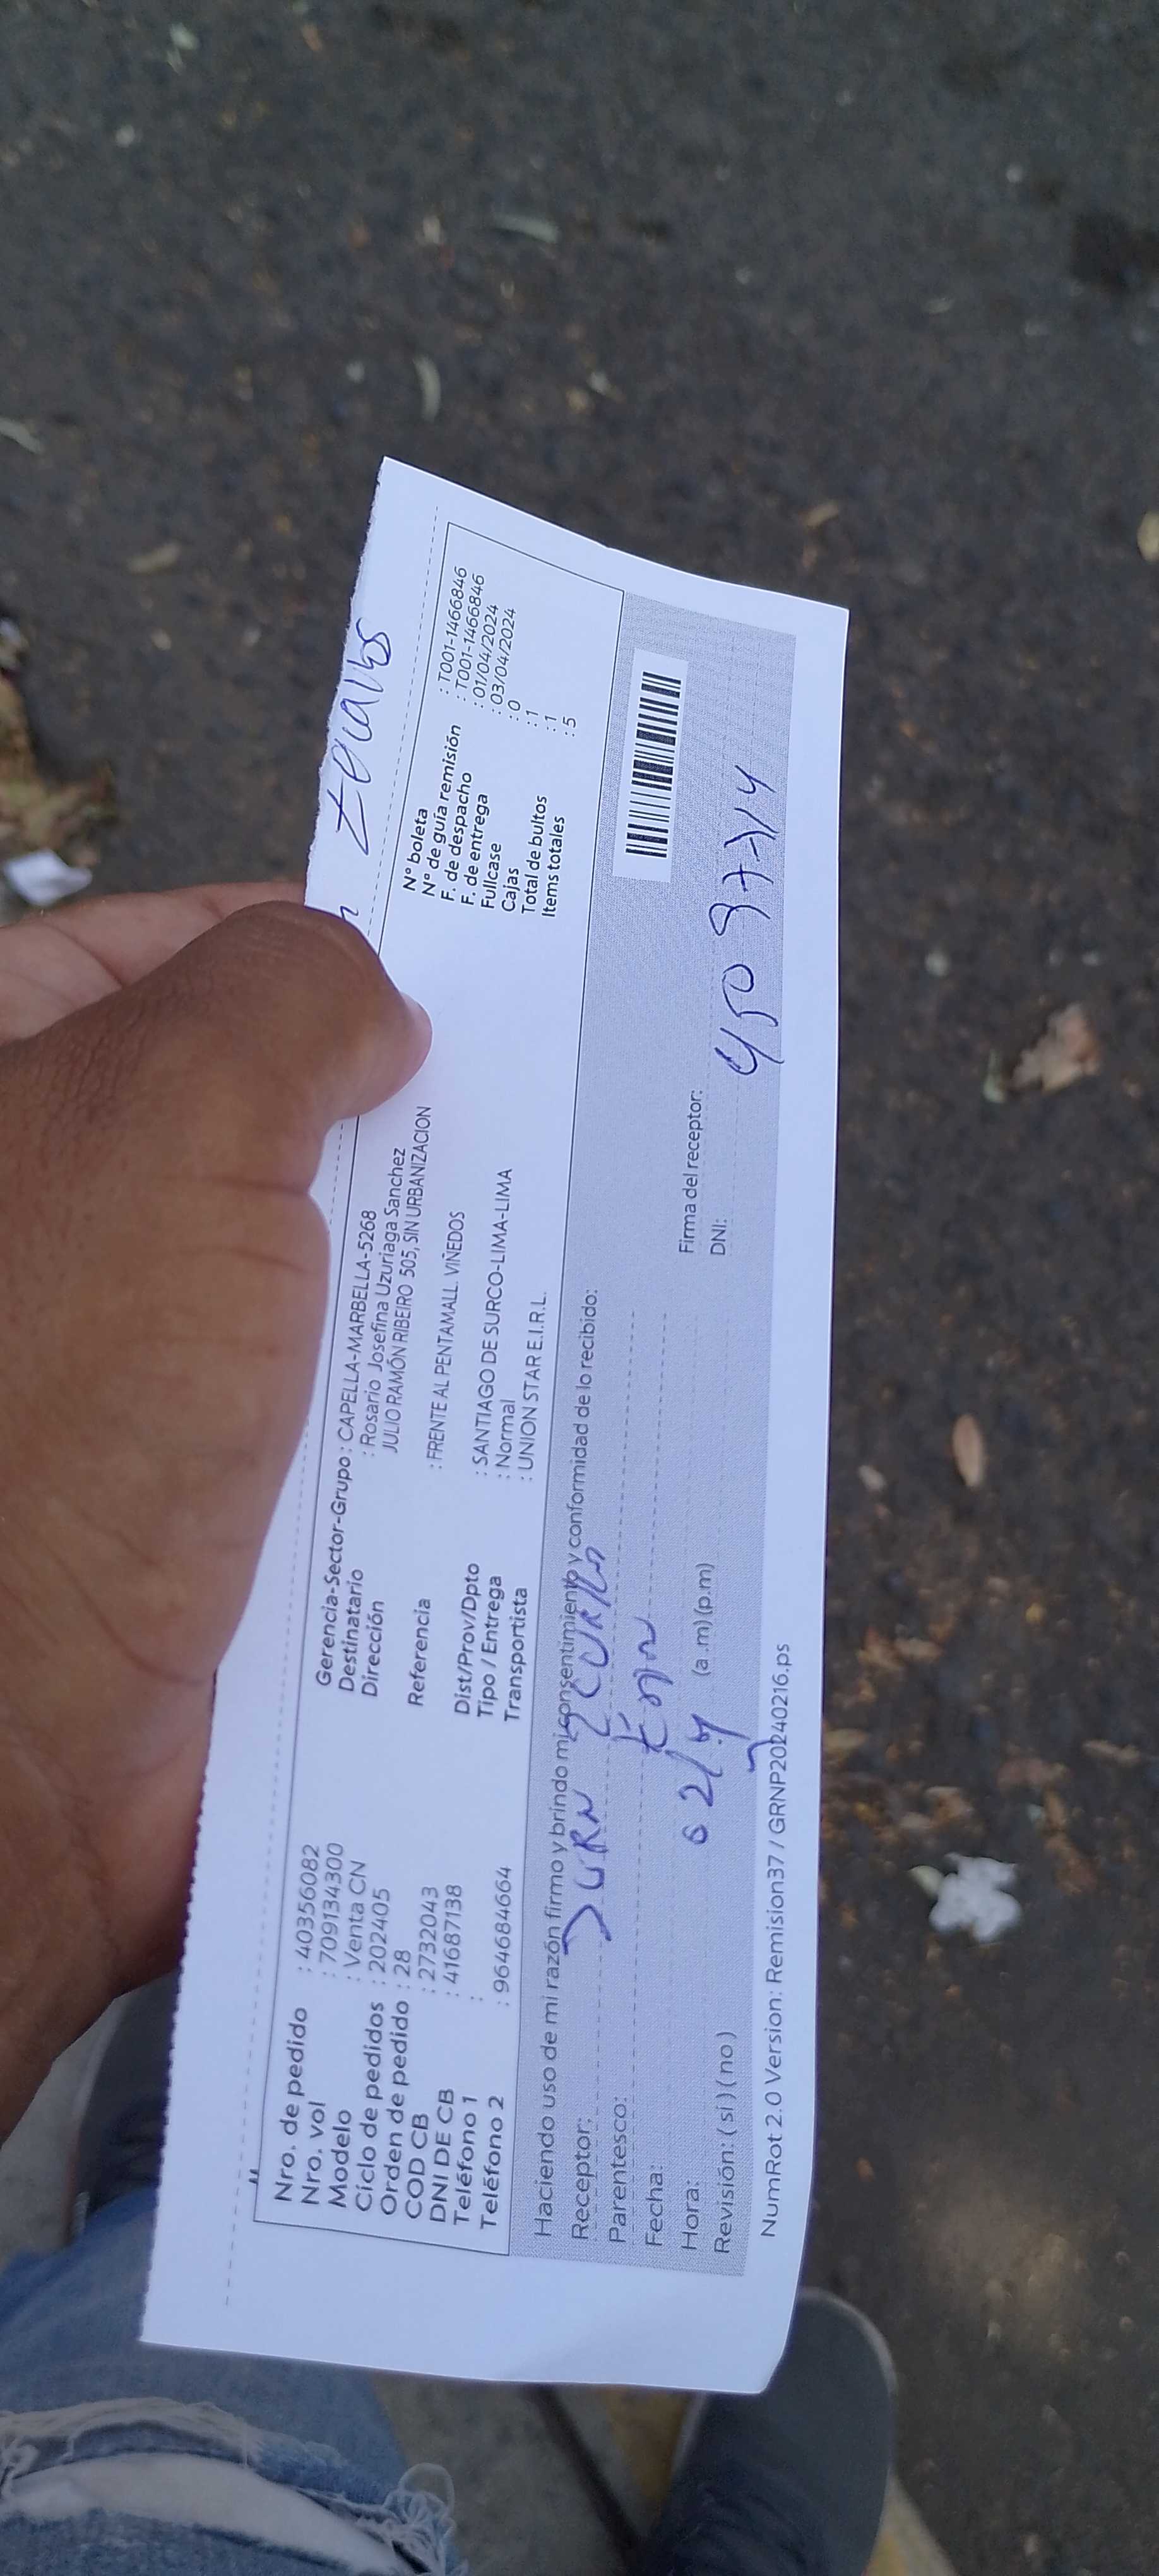 Nro. de pedido : 40356082
Nro. vol : 709134300
Modelo : Venta CN
Ciclo de pedidos : 202405
Orden de pedido : 28
COD CB : 2732043
DNI DE CB : 41687138
Teléfono 1 :
Teléfono 2 : 964684664
Gerencia-Sector-Grupo : CAPELLA-MARBELLA-5268
Destinatario : Rosario Josefina Uzuriaga Sanchez
Dirección JULIO RAMÓN RIBEIRO 505, SIN URBANIZACION
Referencia : FRENTE AL PENTAMALL. VIÑEDOS
Dist/Prov/Dpto : SANTIAGO DE SURCO-LIMA-LIMA
Tipo / Entrega : Normal
Transportista : UNION STAR E.I.R.L.
N° boleta : T001-1466846
N° de guía remisión : T001-1466846
F. de despacho : 01/04/2024
F. de entrega : 03/04/2024
Fullcase : 0
Cajas : 1
Total de bultos : 1
Items totales : 5
Haciendo uso de mi razón firmo y brindo mi consentimiento y conformidad de lo recibido:
Receptor:
Parentesco:
Fecha:
Hora: (a.m) (p.m)
Revisión: ( si ) ( no )
Firma del receptor:
DNI:
NumRot 2.0 Version: Remision37 / GRNP20240216.ps